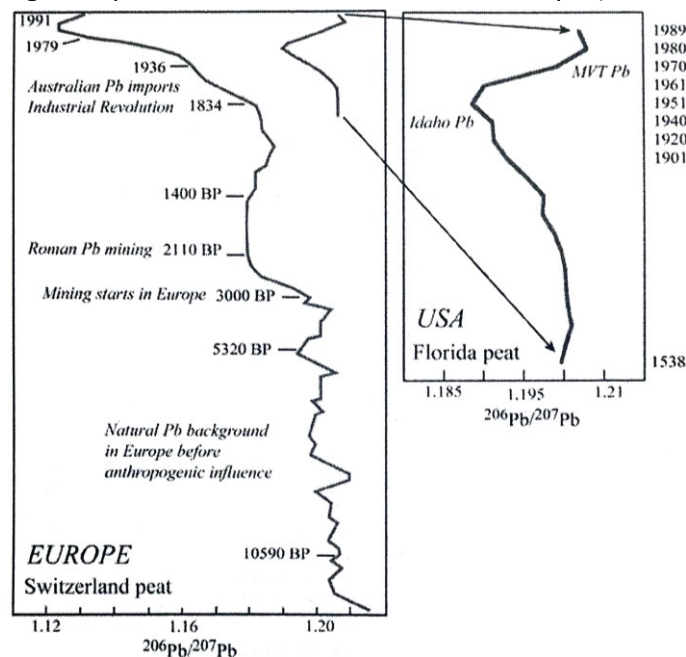 1991
1979
1936
Australian Pb imports
Industrial Revolution
1834
1400 BP
Roman Pb mining
2110 BP
Mining starts in Europe
3000 BP
5320 BP
Natural Pb background
in Europe before
anthropogenic influence
10590 BP
EUROPE
Switzerland peat
1.12
1.16
1.20
206Pb/207Pb
1989
1980
MVT Pb
1970
1961
1951
Idaho Pb
1940
1920
1901
USA
Florida peat
1538
1.185
1.195
1.21
206Pb/207Pb